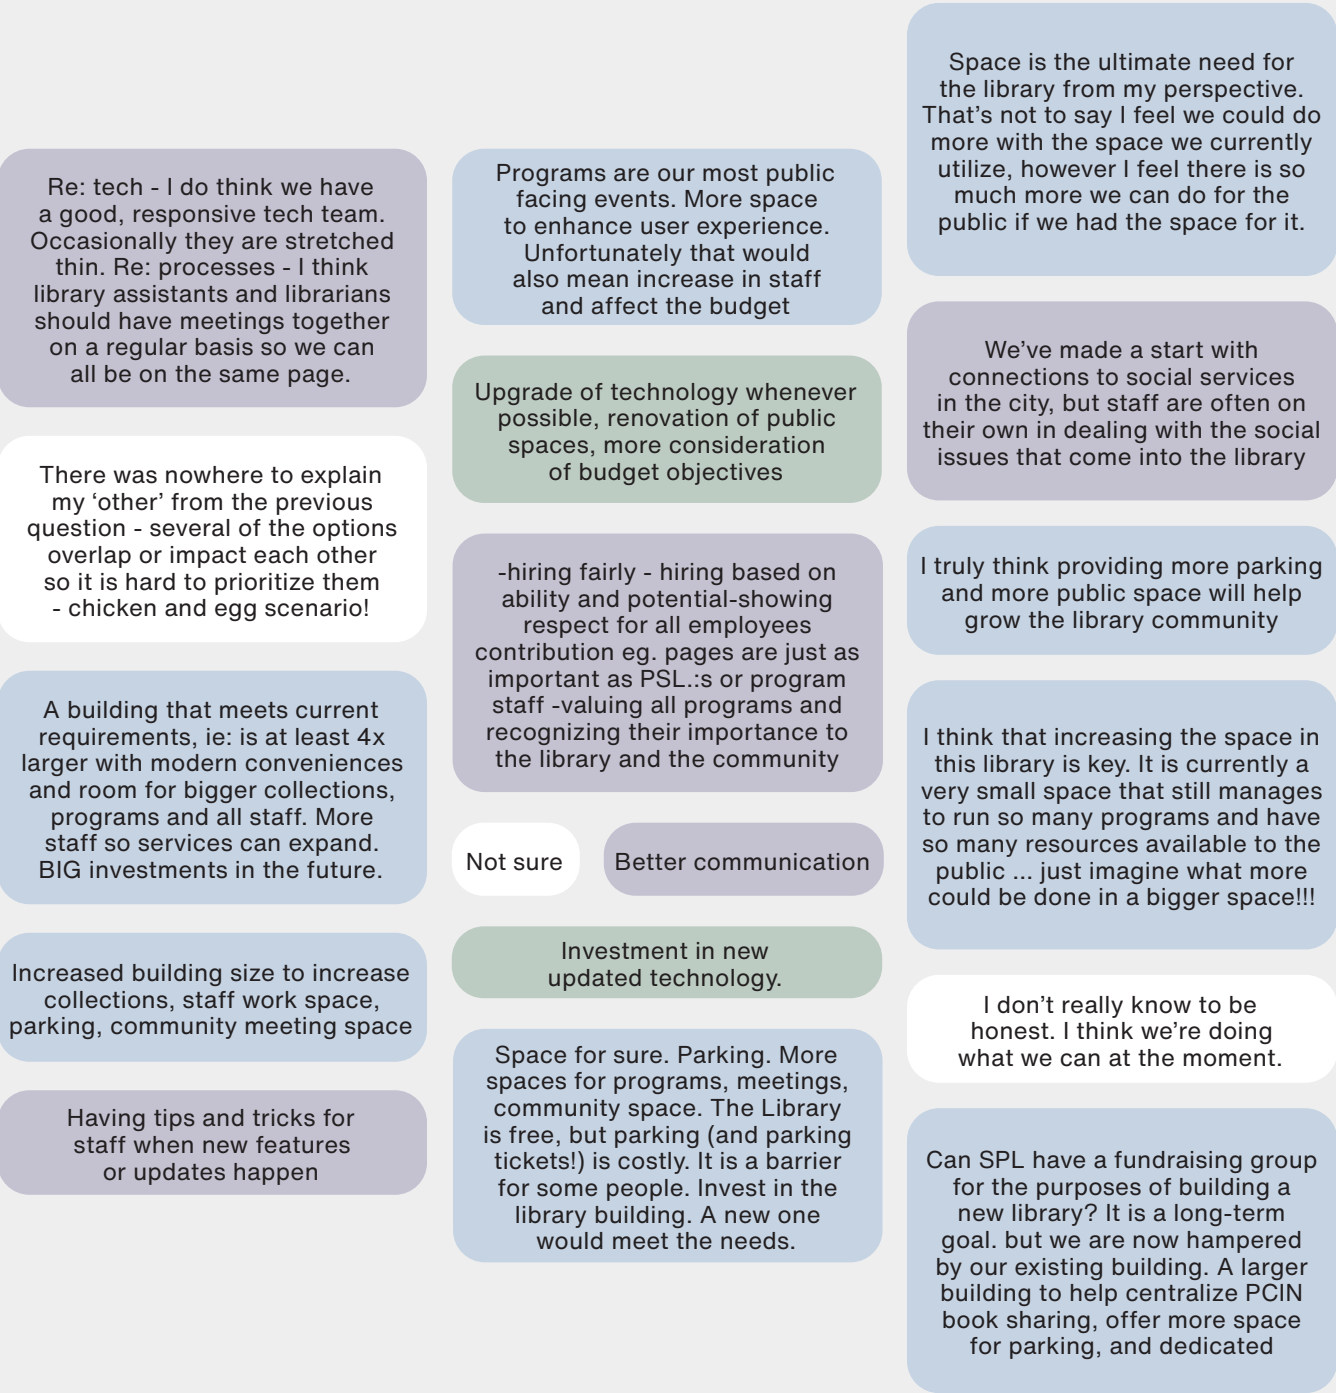 Re: tech - I do think we have
a good, responsive tech team.
Occasionally they are stretched
thin. Re: processes - I think
library assistants and librarians
should have meetings together
on a regular basis so we can
all be on the same page.
There was nowhere to explain
my ‘other’ from the previous
question - several of the options
overlap or impact each other
so it is hard to prioritize them
- chicken and egg scenario!
A building that meets current
requirements, ie: is at least 4x
larger with modern conveniences
and room for bigger collections,
programs and all staff. More
staff so services can expand.
BIG investments in the future.
Increased building size to increase
collections, staff work space,
parking, community meeting space
Having tips and tricks for
staff when new features
or updates happen
Programs are our most public
facing events. More space
to enhance user experience.
Unfortunately that would
also mean increase in staff
and affect the budget
Upgrade of technology whenever
possible, renovation of public
spaces, more consideration
of budget objectives
-hiring fairly - hiring based on
ability and potential-showing
respect for all employees
contribution eg. pages are just as
important as PSL.:s or program
staff -valuing all programs and
recognizing their importance to
the library and the community
Not sure
Better communication
Investment in new
updated technology.
Space for sure. Parking. More
spaces for programs, meetings,
community space. The Library
is free, but parking (and parking
tickets!) is costly. It is a barrier
for some people. Invest in the
library building. A new one
would meet the needs.
Space is the ultimate need for
the library from my perspective.
That’s not to say I feel we could do
more with the space we currently
utilize, however I feel there is so
much more we can do for the
public if we had the space for it.
We’ve made a start with
connections to social services
in the city, but staff are often on
their own in dealing with the social
issues that come into the library
I truly think providing more parking
and more public space will help
grow the library community
I think that increasing the space in
this library is key. It is currently a
very small space that still manages
to run so many programs and have
so many resources available to the
public ... just imagine what more
could be done in a bigger space!!!
I don’t really know to be
honest. I think we’re doing
what we can at the moment.
Can SPL have a fundraising group
for the purposes of building a
new library? It is a long-term
goal. but we are now hampered
by our existing building. A larger
building to help centralize PCIN
book sharing, offer more space
for parking, and dedicated